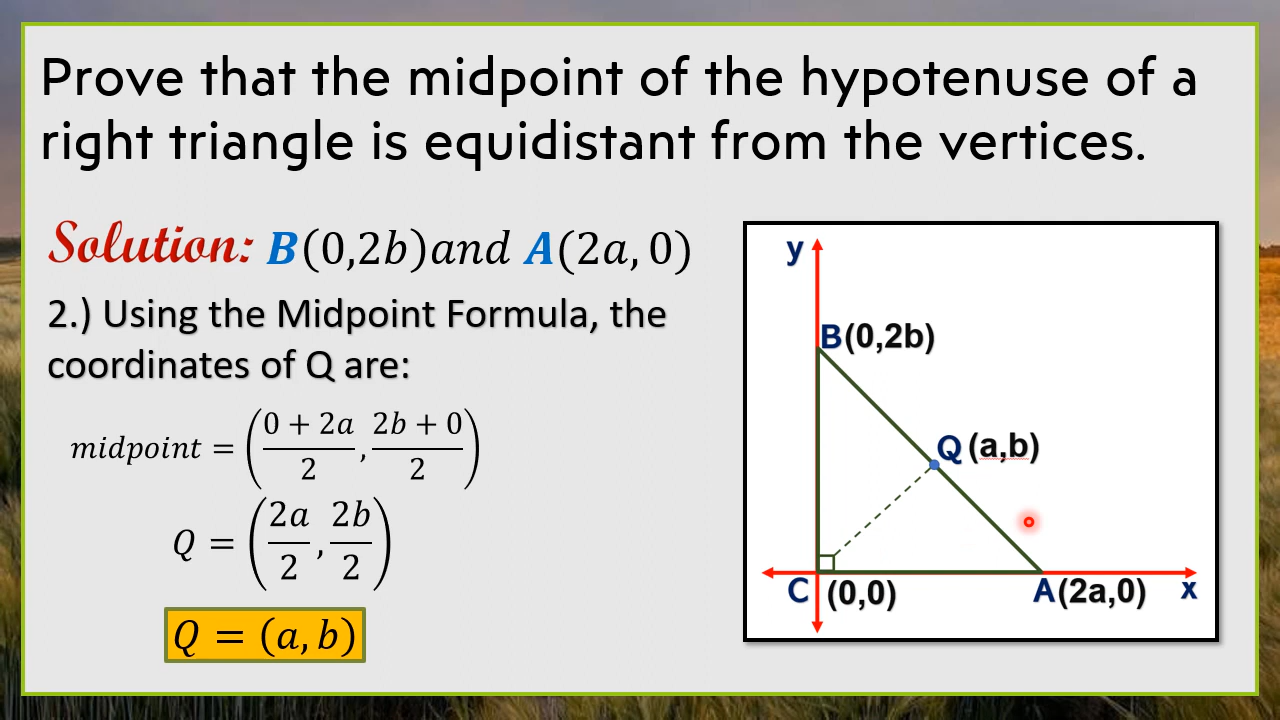 Prove that the midpoint of the hypotenuse of a
right triangle is equidistant from the vertices.
Solution: B(0,2b)and A(2a, 0)
2.) Using the Midpoint Formula, the
coordinates of Q are:
midpoint = ((0 + 2a)/2, (2b + 0)/2)
Q = (2a/2, 2b/2)
Q = (a, b)
y
B(0,2b)
Q (a,b)
C (0,0)
A(2a,0)
x